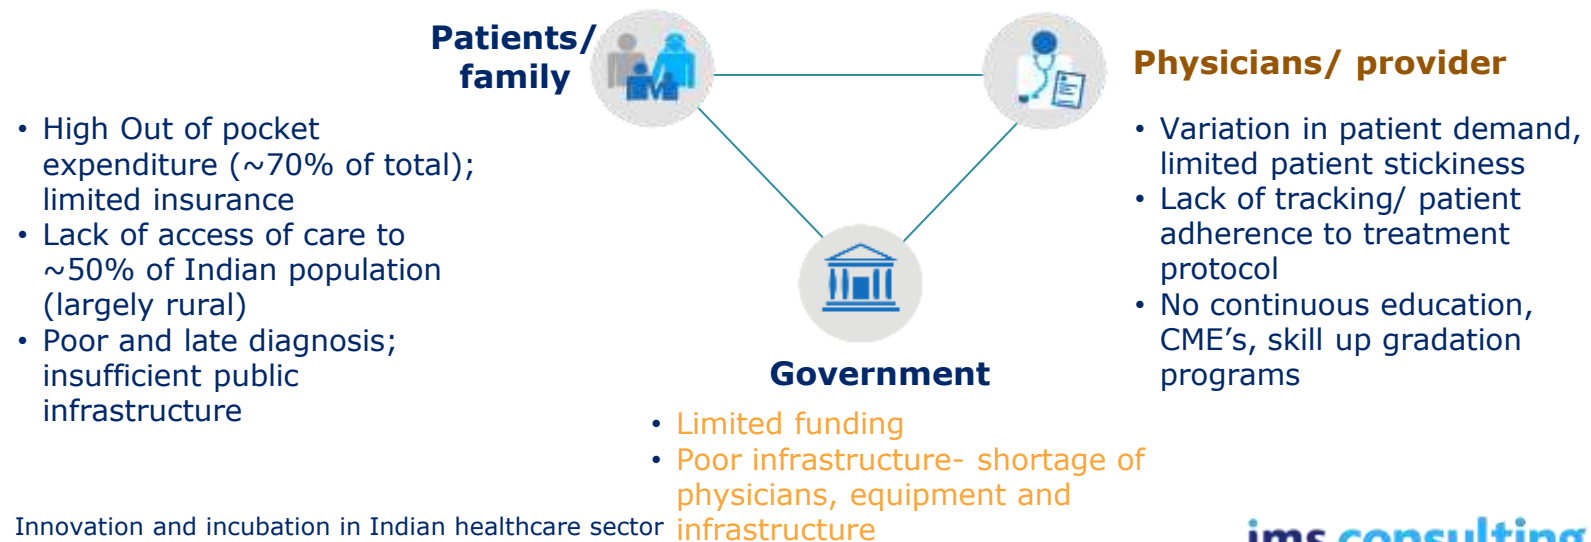 Patients/
family
• High Out of pocket
expenditure (~70% of total);
limited insurance
• Lack of access of care to
~50% of Indian population
(largely rural)
• Poor and late diagnosis;
insufficient public
infrastructure
Physicians/ provider
• Variation in patient demand,
limited patient stickiness
• Lack of tracking/ patient
adherence to treatment
protocol
• No continuous education,
CME’s, skill up gradation
programs
Government
• Limited funding
• Poor infrastructure- shortage of
physicians, equipment and
infrastructure
Innovation and incubation in Indian healthcare sector
ims consulting